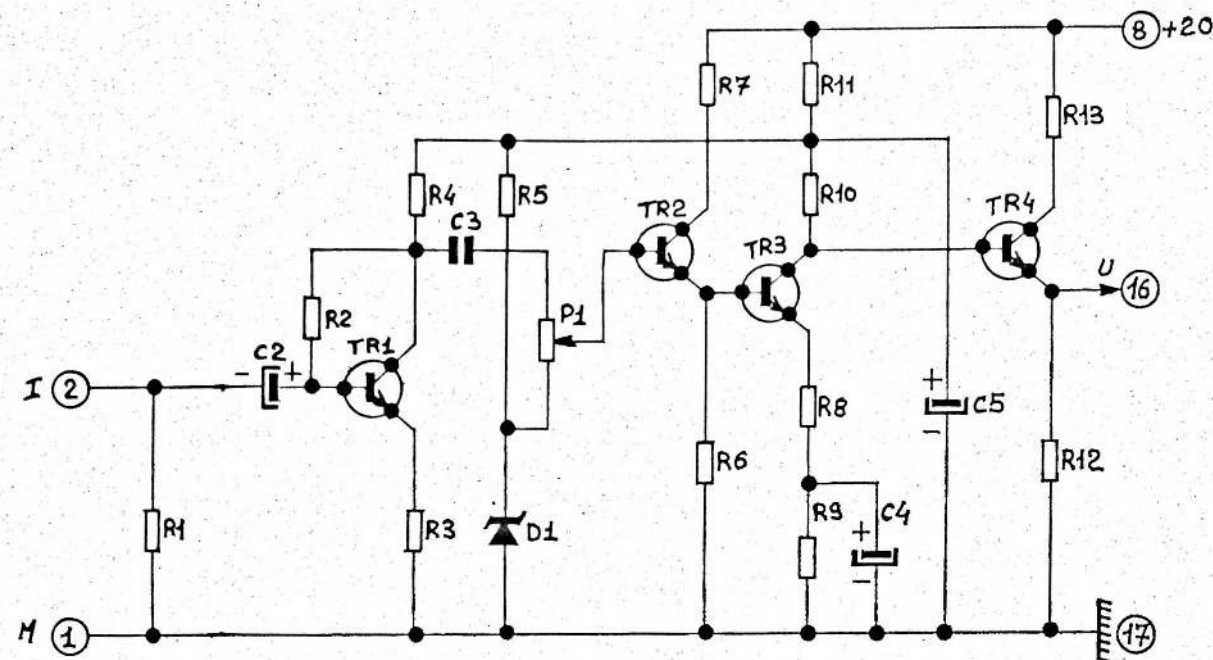 8 +20
R7
R11
R13
R4
R5
R10
C3
TR2
TR4
TR3
U
16
R2
P1
C2
- +
TR1
I 2
R8
+
C5
-
R6
R12
R1
R3
D1
R9
C4
+
-
M 1
17